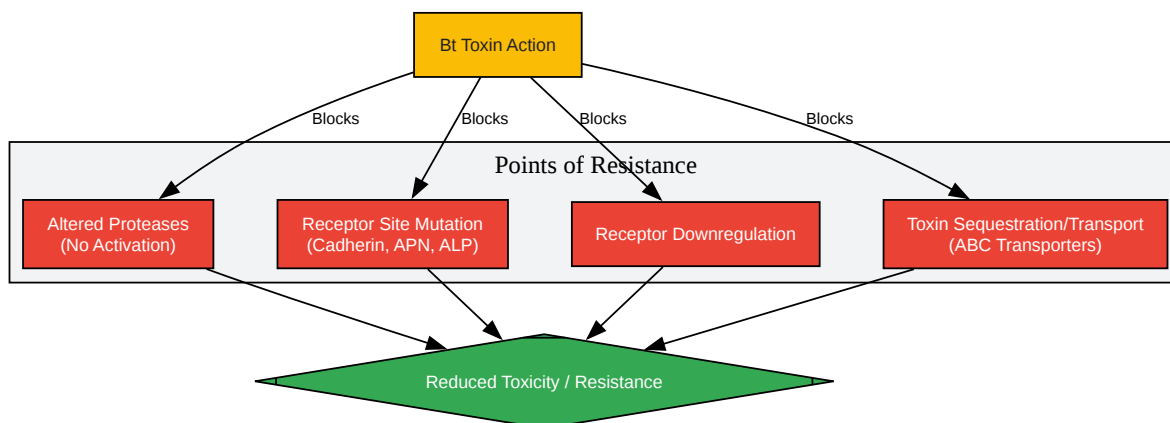 Bt Toxin Action
Blocks
Blocks
Blocks
Blocks
Points of Resistance
Altered Proteases
(No Activation)
Receptor Site Mutation
(Cadherin, APN, ALP)
Receptor Downregulation
Toxin Sequestration/Transport
(ABC Transporters)
Reduced Toxicity / Resistance